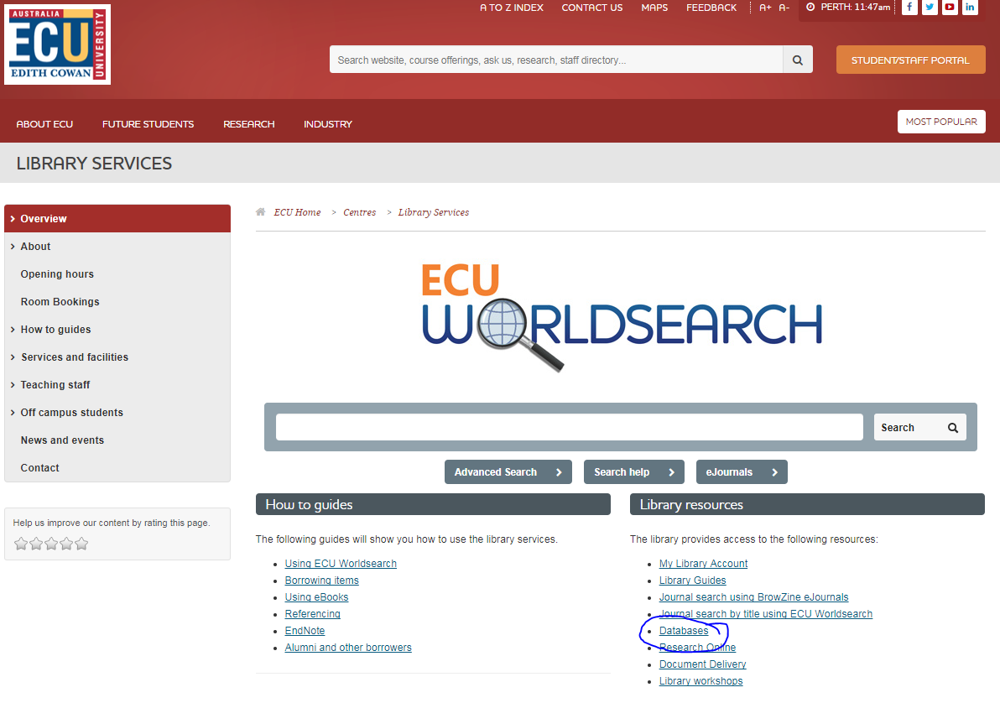 A TO Z INDEX CONTACT US MAPS FEEDBACK A+ A- PERTH: 11:47am
AUSTRALIA
ECU
EDITH COWAN
UNIVERSITY
Search website, course offerings, ask us, research, staff directory...
STUDENT/STAFF PORTAL
ABOUT ECU FUTURE STUDENTS RESEARCH INDUSTRY
MOST POPULAR
LIBRARY SERVICES
Overview
About
Opening hours
Room Bookings
How to guides
Services and facilities
Teaching staff
Off campus students
News and events
Contact
Help us improve our content by rating this page.
ECU Home > Centres > Library Services
ECU
WORLDSEARCH
Search
Advanced Search
Search help
eJournals
How to guides
The following guides will show you how to use the library services.
Using ECU Worldsearch
Borrowing items
Using eBooks
Referencing
EndNote
Alumni and other borrowers
Library resources
The library provides access to the following resources:
My Library Account
Library Guides
Journal search using BrowZine eJournals
Journal search by title using ECU Worldsearch
Databases
Research Online
Document Delivery
Library workshops